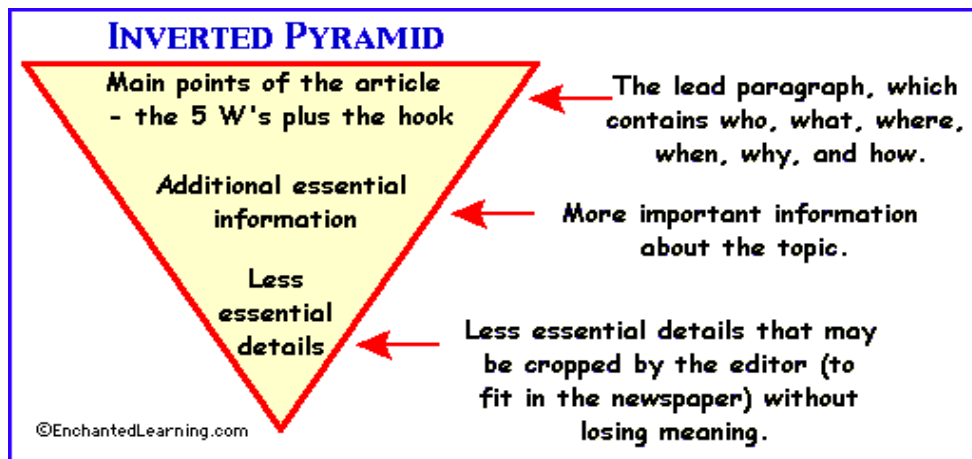 INVERTED PYRAMID
Main points of the article
- the 5 W's plus the hook
The lead paragraph, which
contains who, what, where,
when, why, and how.
Additional essential
information
More important information
about the topic.
Less
essential
details
Less essential details that may
be cropped by the editor (to
fit in the newspaper) without
losing meaning.
©EnchantedLearning.com